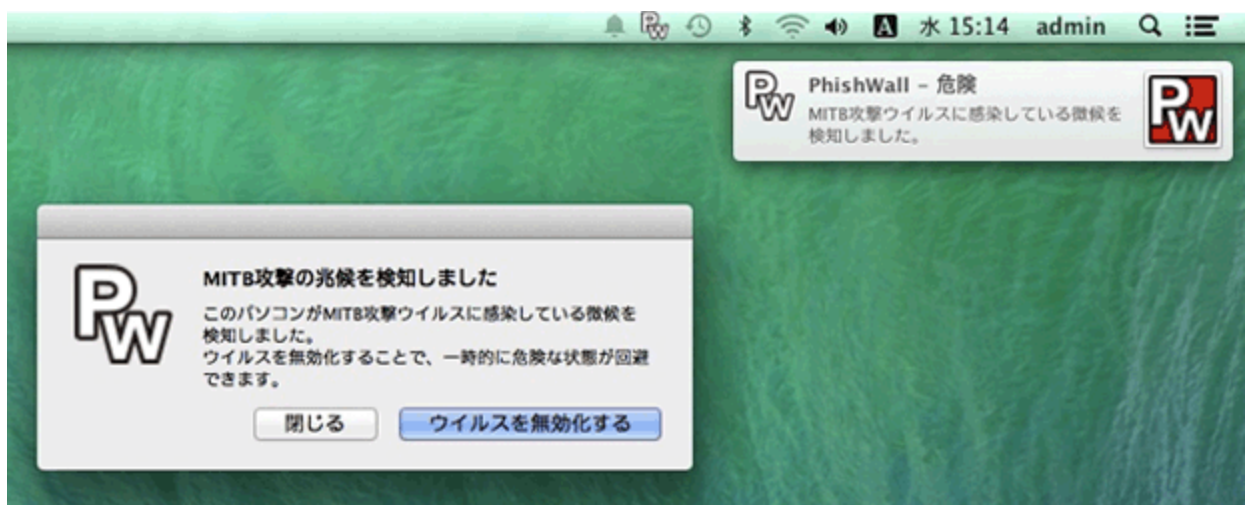 PW A 水 15:14 admin
PW PhishWall – 危険 PW
MITB攻撃ウイルスに感染している徴候を
検知しました。
PW
MITB攻撃の兆候を検知しました
このパソコンがMITB攻撃ウイルスに感染している徴候を
検知しました。
ウイルスを無効化することで、一時的に危険な状態が回避
できます。
閉じる ウイルスを無効化する